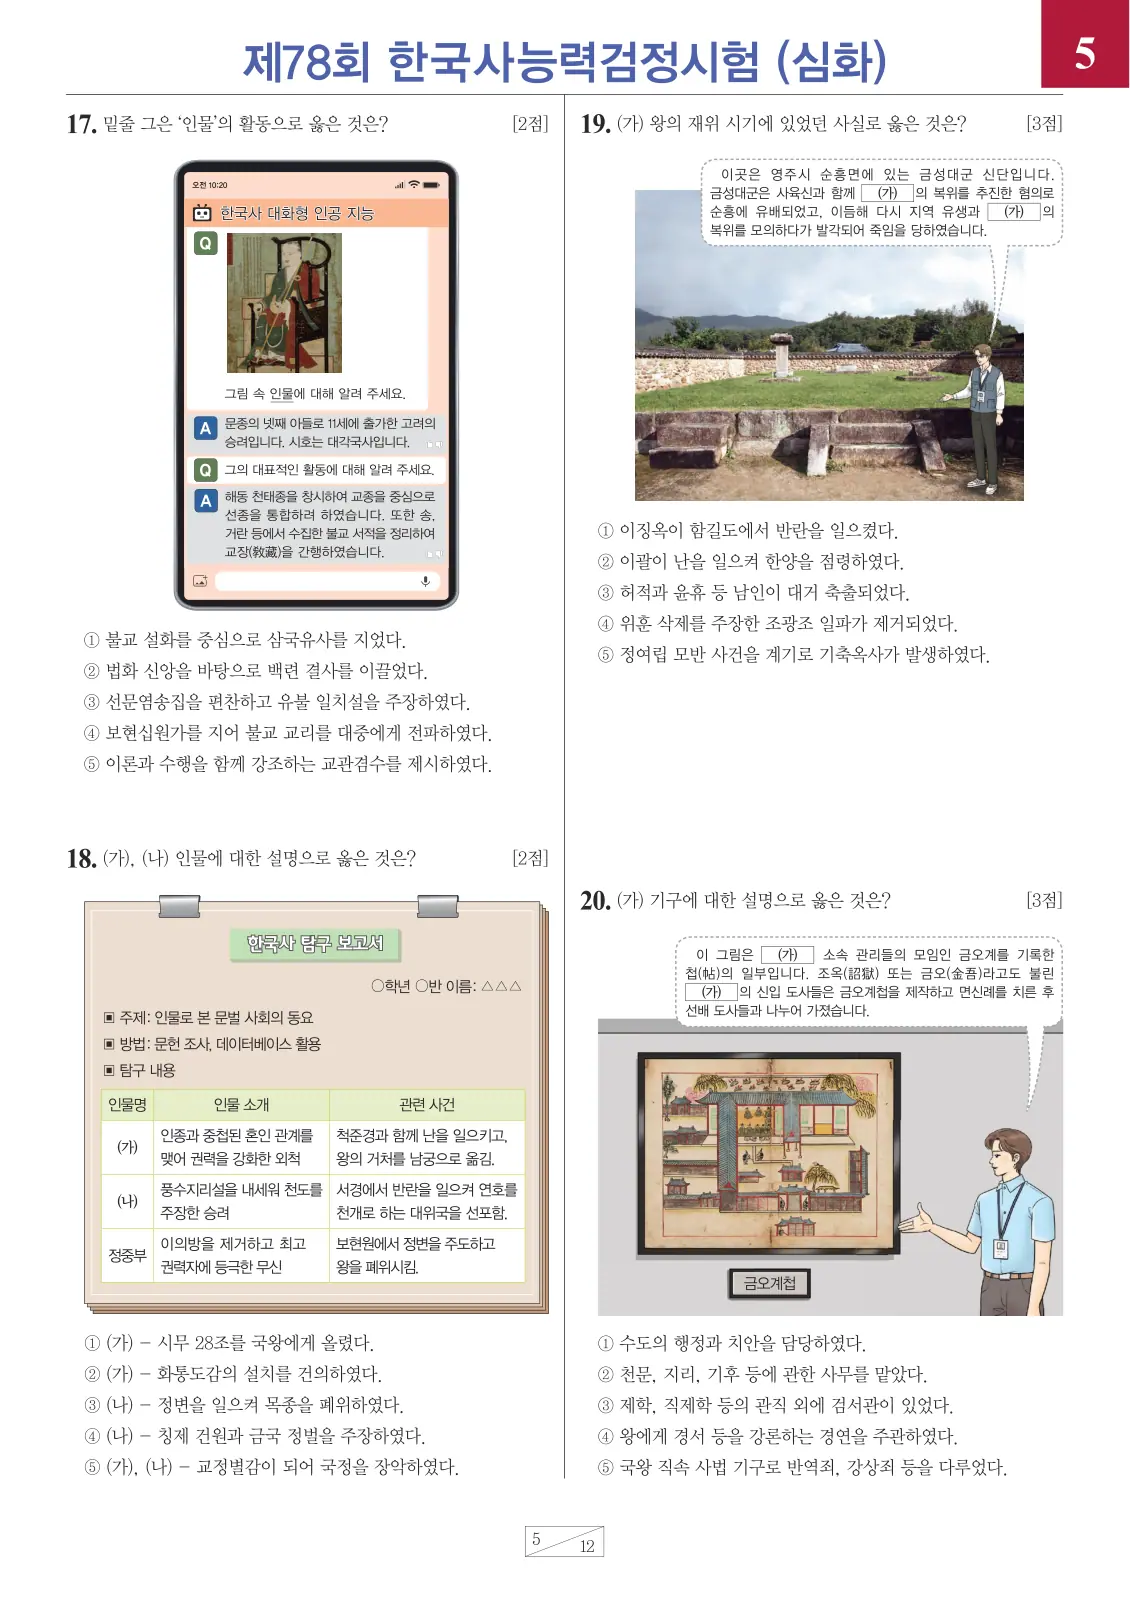 제78회 한국사능력검정시험 (심화)
5
17. 밑줄 그은 ‘인물’의 활동으로 옳은 것은? [2점]
오전 10:20
한국사 대화형 인공 지능
Q
그림 속 인물에 대해 알려 주세요.
A 문종의 넷째 아들로 11세에 출가한 고려의
승려입니다. 시호는 대각국사입니다.
Q 그의 대표적인 활동에 대해 알려 주세요.
A 해동 천태종을 창시하여 교종을 중심으로
선종을 통합하려 하였습니다. 또한 송,
거란 등에서 수집한 불교 서적을 정리하여
교장(敎藏)을 간행하였습니다.
① 불교 설화를 중심으로 삼국유사를 지었다.
② 법화 신앙을 바탕으로 백련 결사를 이끌었다.
③ 선문염송집을 편찬하고 유불 일치설을 주장하였다.
④ 보현십원가를 지어 불교 교리를 대중에게 전파하였다.
⑤ 이론과 수행을 함께 강조하는 교관겸수를 제시하였다.
18. (가), (나) 인물에 대한 설명으로 옳은 것은? [2점]
한국사 탐구 보고서
○학년 ○반 이름: △△△
▣ 주제: 인물로 본 문벌 사회의 동요
▣ 방법: 문헌 조사, 데이터베이스 활용
▣ 탐구 내용
인물명 인물 소개 관련 사건
(가) 인종과 중첩된 혼인 관계를 척준경과 함께 난을 일으키고,
맺어 권력을 강화한 외척 왕의 거처를 남궁으로 옮김.
(나) 풍수지리설을 내세워 천도를 서경에서 반란을 일으켜 연호를
주장한 승려 천개로 하는 대위국을 선포함.
정중부 이의방을 제거하고 최고 보현원에서 정변을 주도하고
권력자에 등극한 무신 왕을 폐위시킴.
① (가) - 시무 28조를 국왕에게 올렸다.
② (가) - 화통도감의 설치를 건의하였다.
③ (나) - 정변을 일으켜 목종을 폐위하였다.
④ (나) - 칭제 건원과 금국 정벌을 주장하였다.
⑤ (가), (나) - 교정별감이 되어 국정을 장악하였다.
19. (가) 왕의 재위 시기에 있었던 사실로 옳은 것은? [3점]
이곳은 영주시 순흥면에 있는 금성대군 신단입니다.
금성대군은 사육신과 함께 (가) 의 복위를 추진한 혐의로
순흥에 유배되었고, 이듬해 다시 지역 유생과 (가) 의
복위를 모의하다가 발각되어 죽임을 당하였습니다.
① 이징옥이 함길도에서 반란을 일으켰다.
② 이괄이 난을 일으켜 한양을 점령하였다.
③ 허적과 윤휴 등 남인이 대거 축출되었다.
④ 위훈 삭제를 주장한 조광조 일파가 제거되었다.
⑤ 정여립 모반 사건을 계기로 기축옥사가 발생하였다.
20. (가) 기구에 대한 설명으로 옳은 것은? [3점]
이 그림은 (가) 소속 관리들의 모임인 금오계를 기록한
첩(帖)의 일부입니다. 조옥(詔獄) 또는 금오(金吾)라고도 불린
(가) 의 신입 도사들은 금오계첩을 제작하고 면신례를 치른 후
선배 도사들과 나누어 가졌습니다.
금오계첩
① 수도의 행정과 치안을 담당하였다.
② 천문, 지리, 기후 등에 관한 사무를 맡았다.
③ 제학, 직제학 등의 관직 외에 검서관이 있었다.
④ 왕에게 경서 등을 강론하는 경연을 주관하였다.
⑤ 국왕 직속 사법 기구로 반역죄, 강상죄 등을 다루었다.
5 12